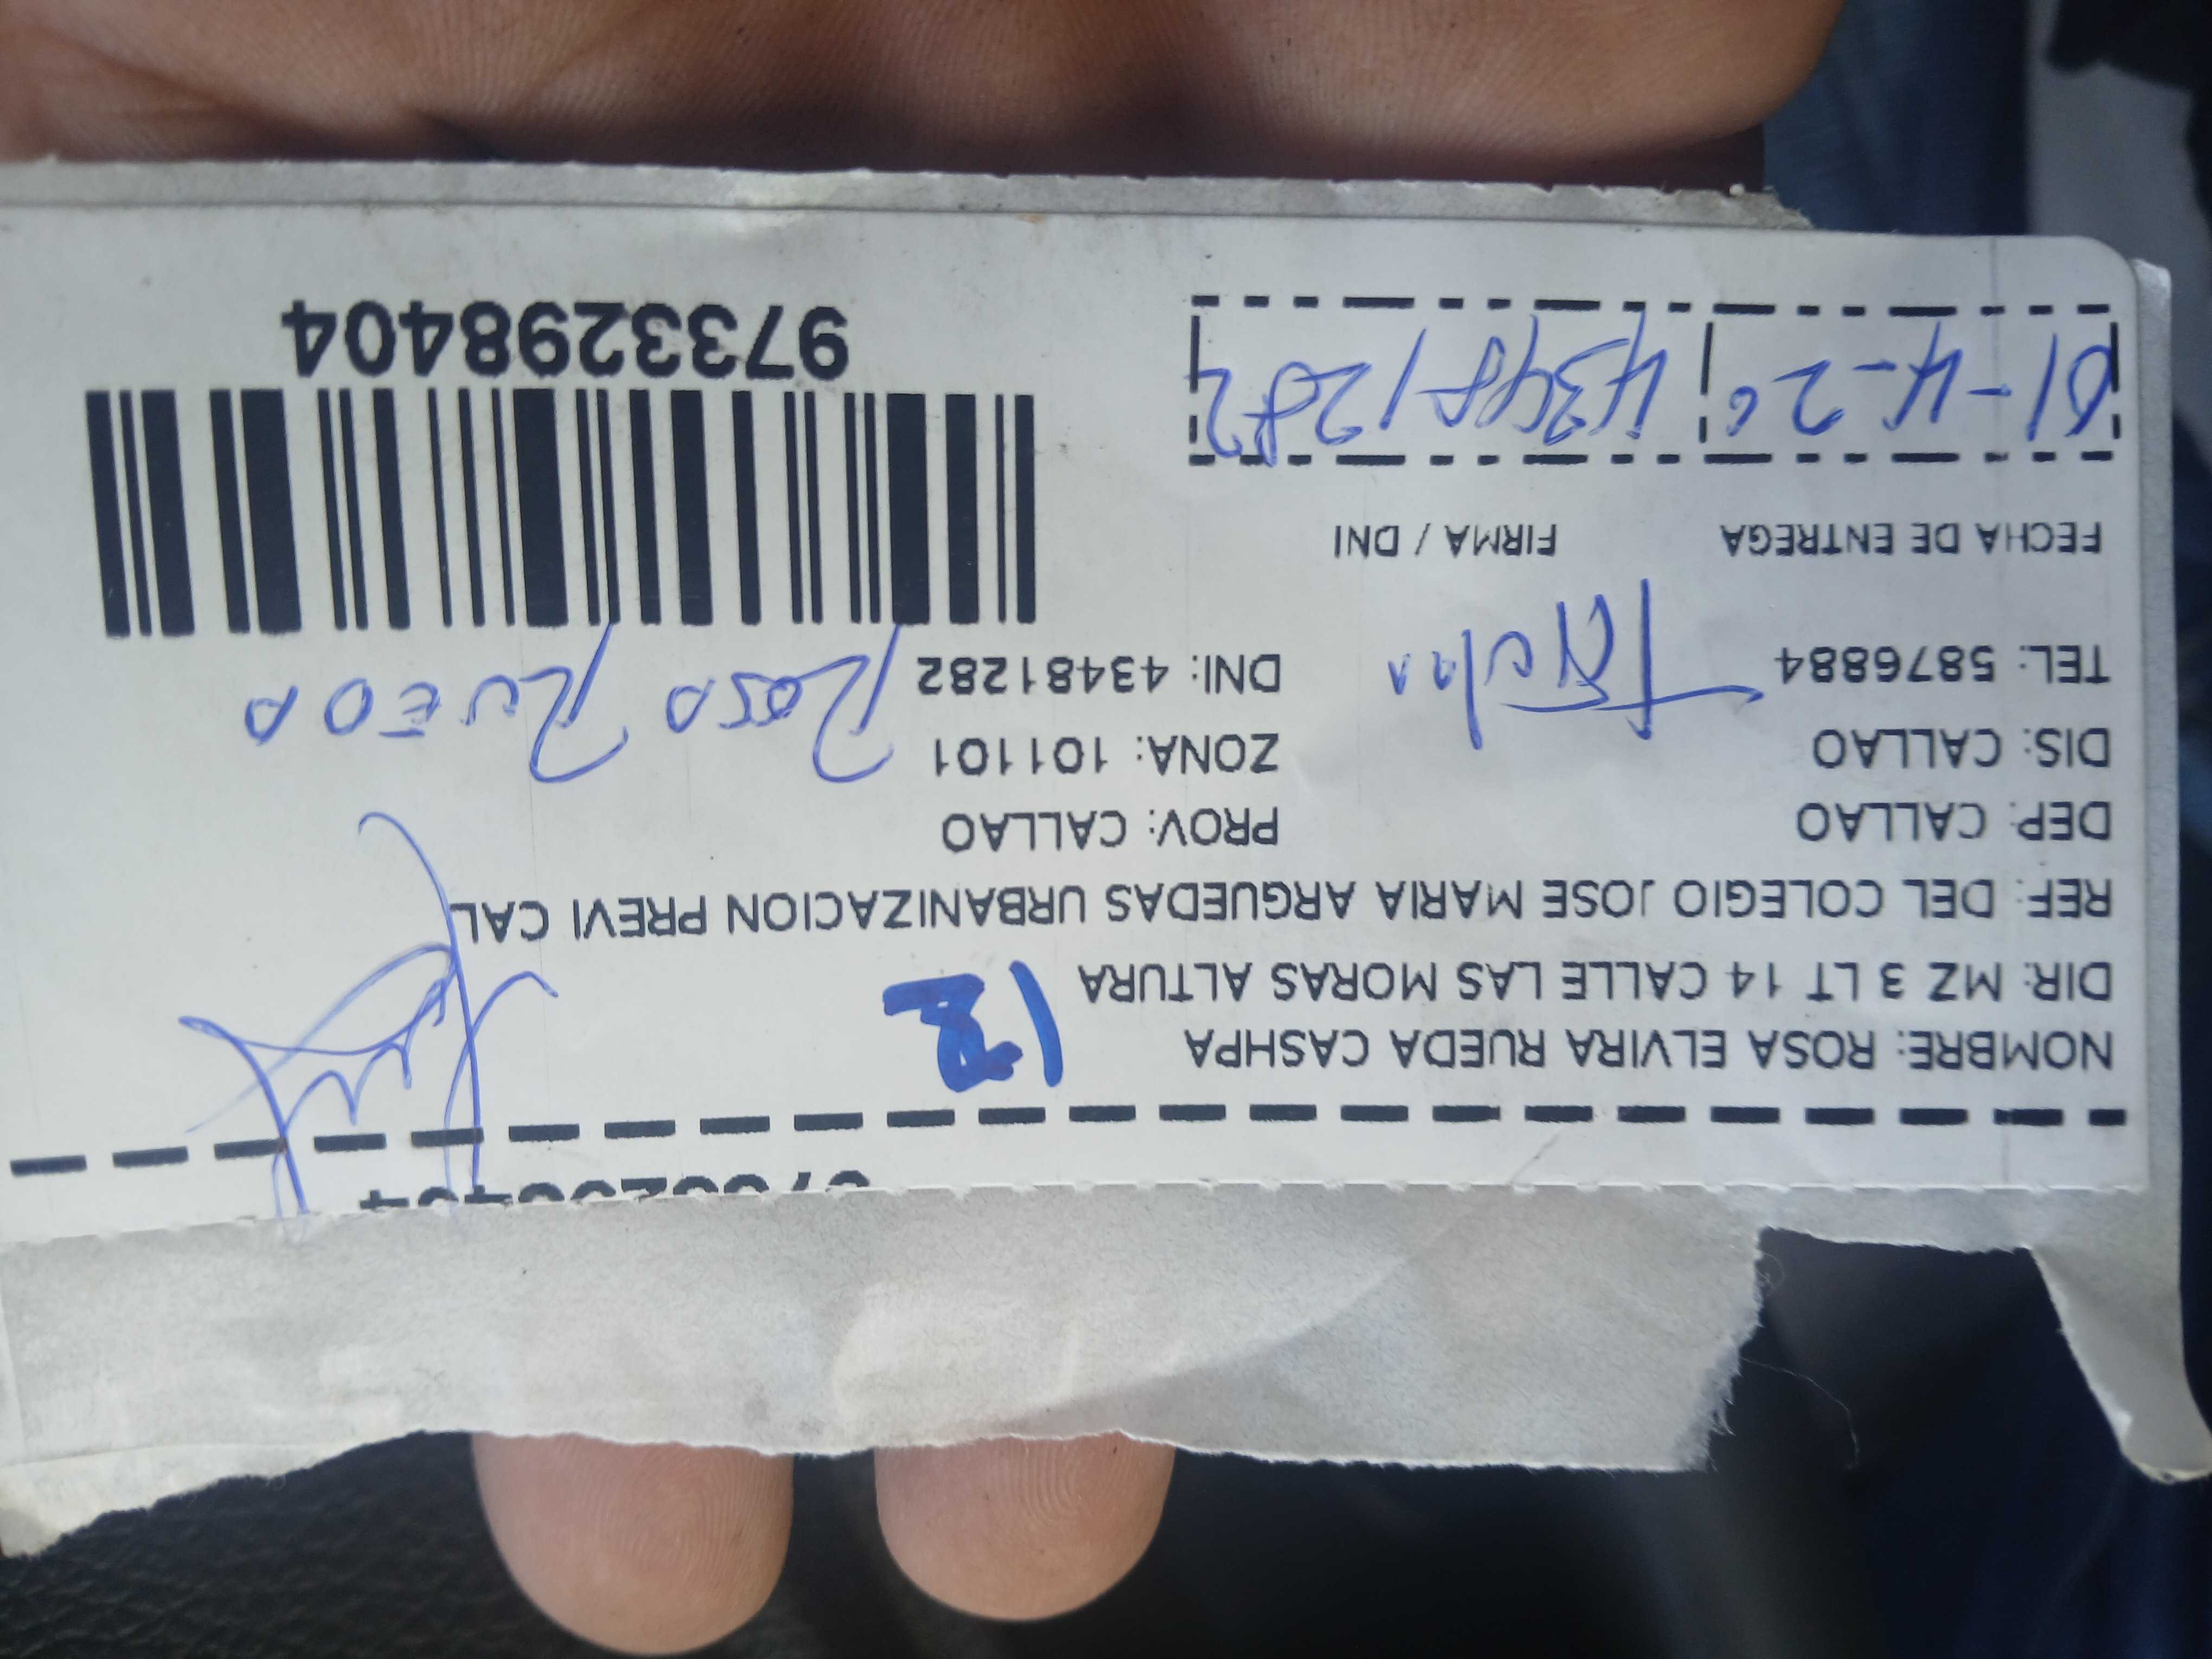 NOMBRE: ROSA ELVIRA RUEDA CASHPA
DIR: MZ 3 LT 14 CALLE LAS MORAS ALTURA
REF: DEL COLEGIO JOSE MARIA ARGUEDAS URBANIZACION PREVI CAL
DEP: CALLAO PROV: CALLAO
DIS: CALLAO ZONA: 101101
TEL: 5876884 DNI: 43481282 ROSA RUEDA
FECHA DE ENTREGA FIRMA / DNI
01-4-26 43481282
9733298404